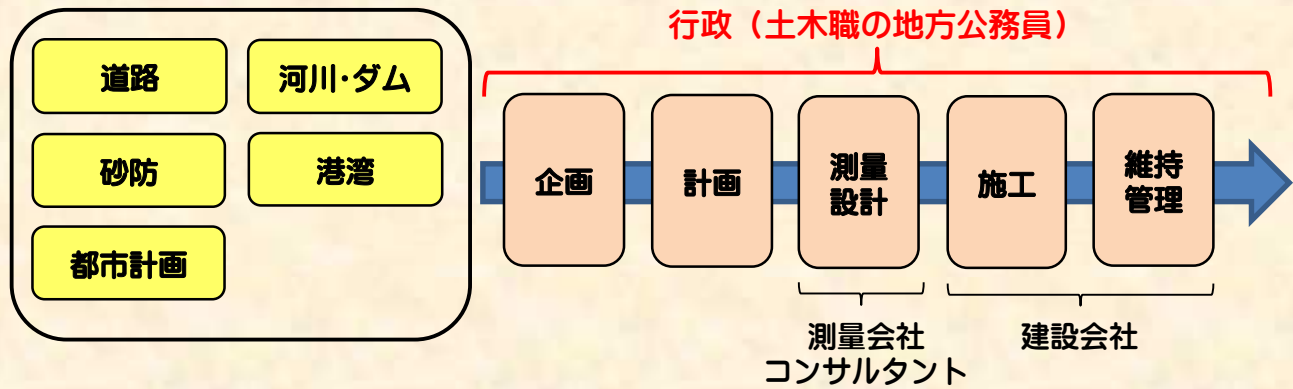 行政（土木職の地方公務員）
道路
河川・ダム
砂防
港湾
都市計画
企画
計画
測量
設計
施工
維持
管理
測量会社
コンサルタント
建設会社